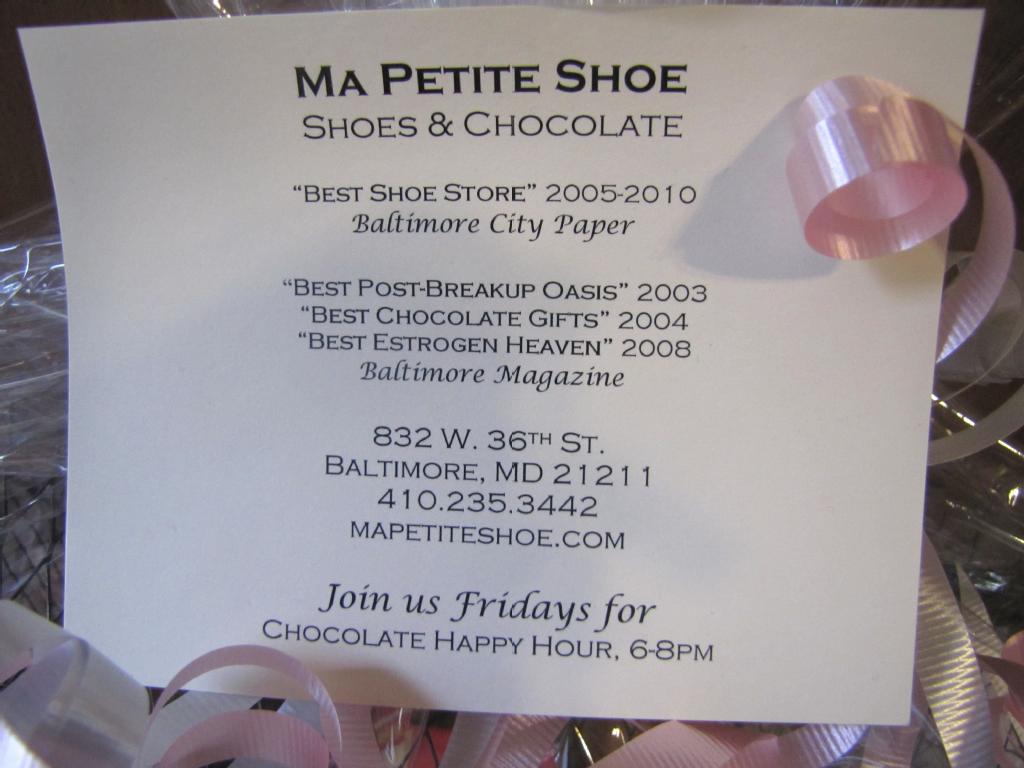 MA PETITE SHOE
SHOES & CHOCOLATE
"BEST SHOE STORE" 2005-2010
Baltimore City Paper
"BEST POST-BREAKUP OASIS" 2003
"BEST CHOCOLATE GIFTS" 2004
"BEST ESTROGEN HEAVEN" 2008
Baltimore Magazine
832 W. 36TH ST.
BALTIMORE, MD 21211
410.235.3442
MAPETITESHOE.COM
Join us Fridays for
CHOCOLATE HAPPY HOUR, 6-8PM